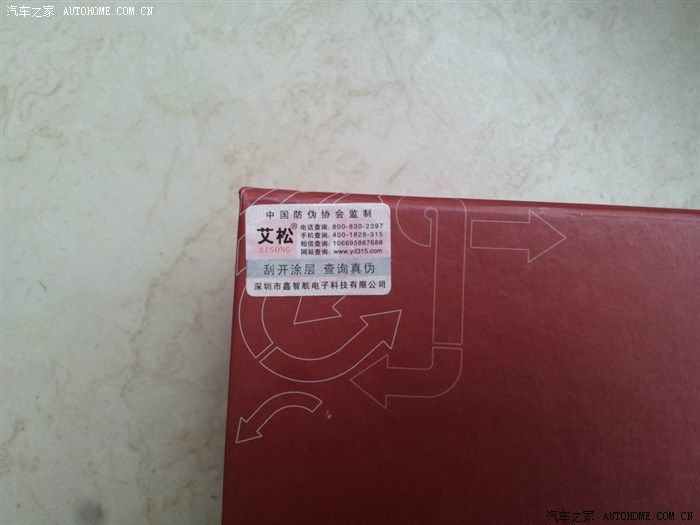 汽车之家 AUTOHOME.COM.CN
中国防伪协会监制
艾松®
AISONG
电话查询: 800-830-2397
手机查询: 400-1828-315
短信查询: 106695887688
网站查询: www.yd315.com
刮开涂层 查询真伪
深圳市鑫智航电子科技有限公司
汽车之家 AUTOHOME.COM.CN